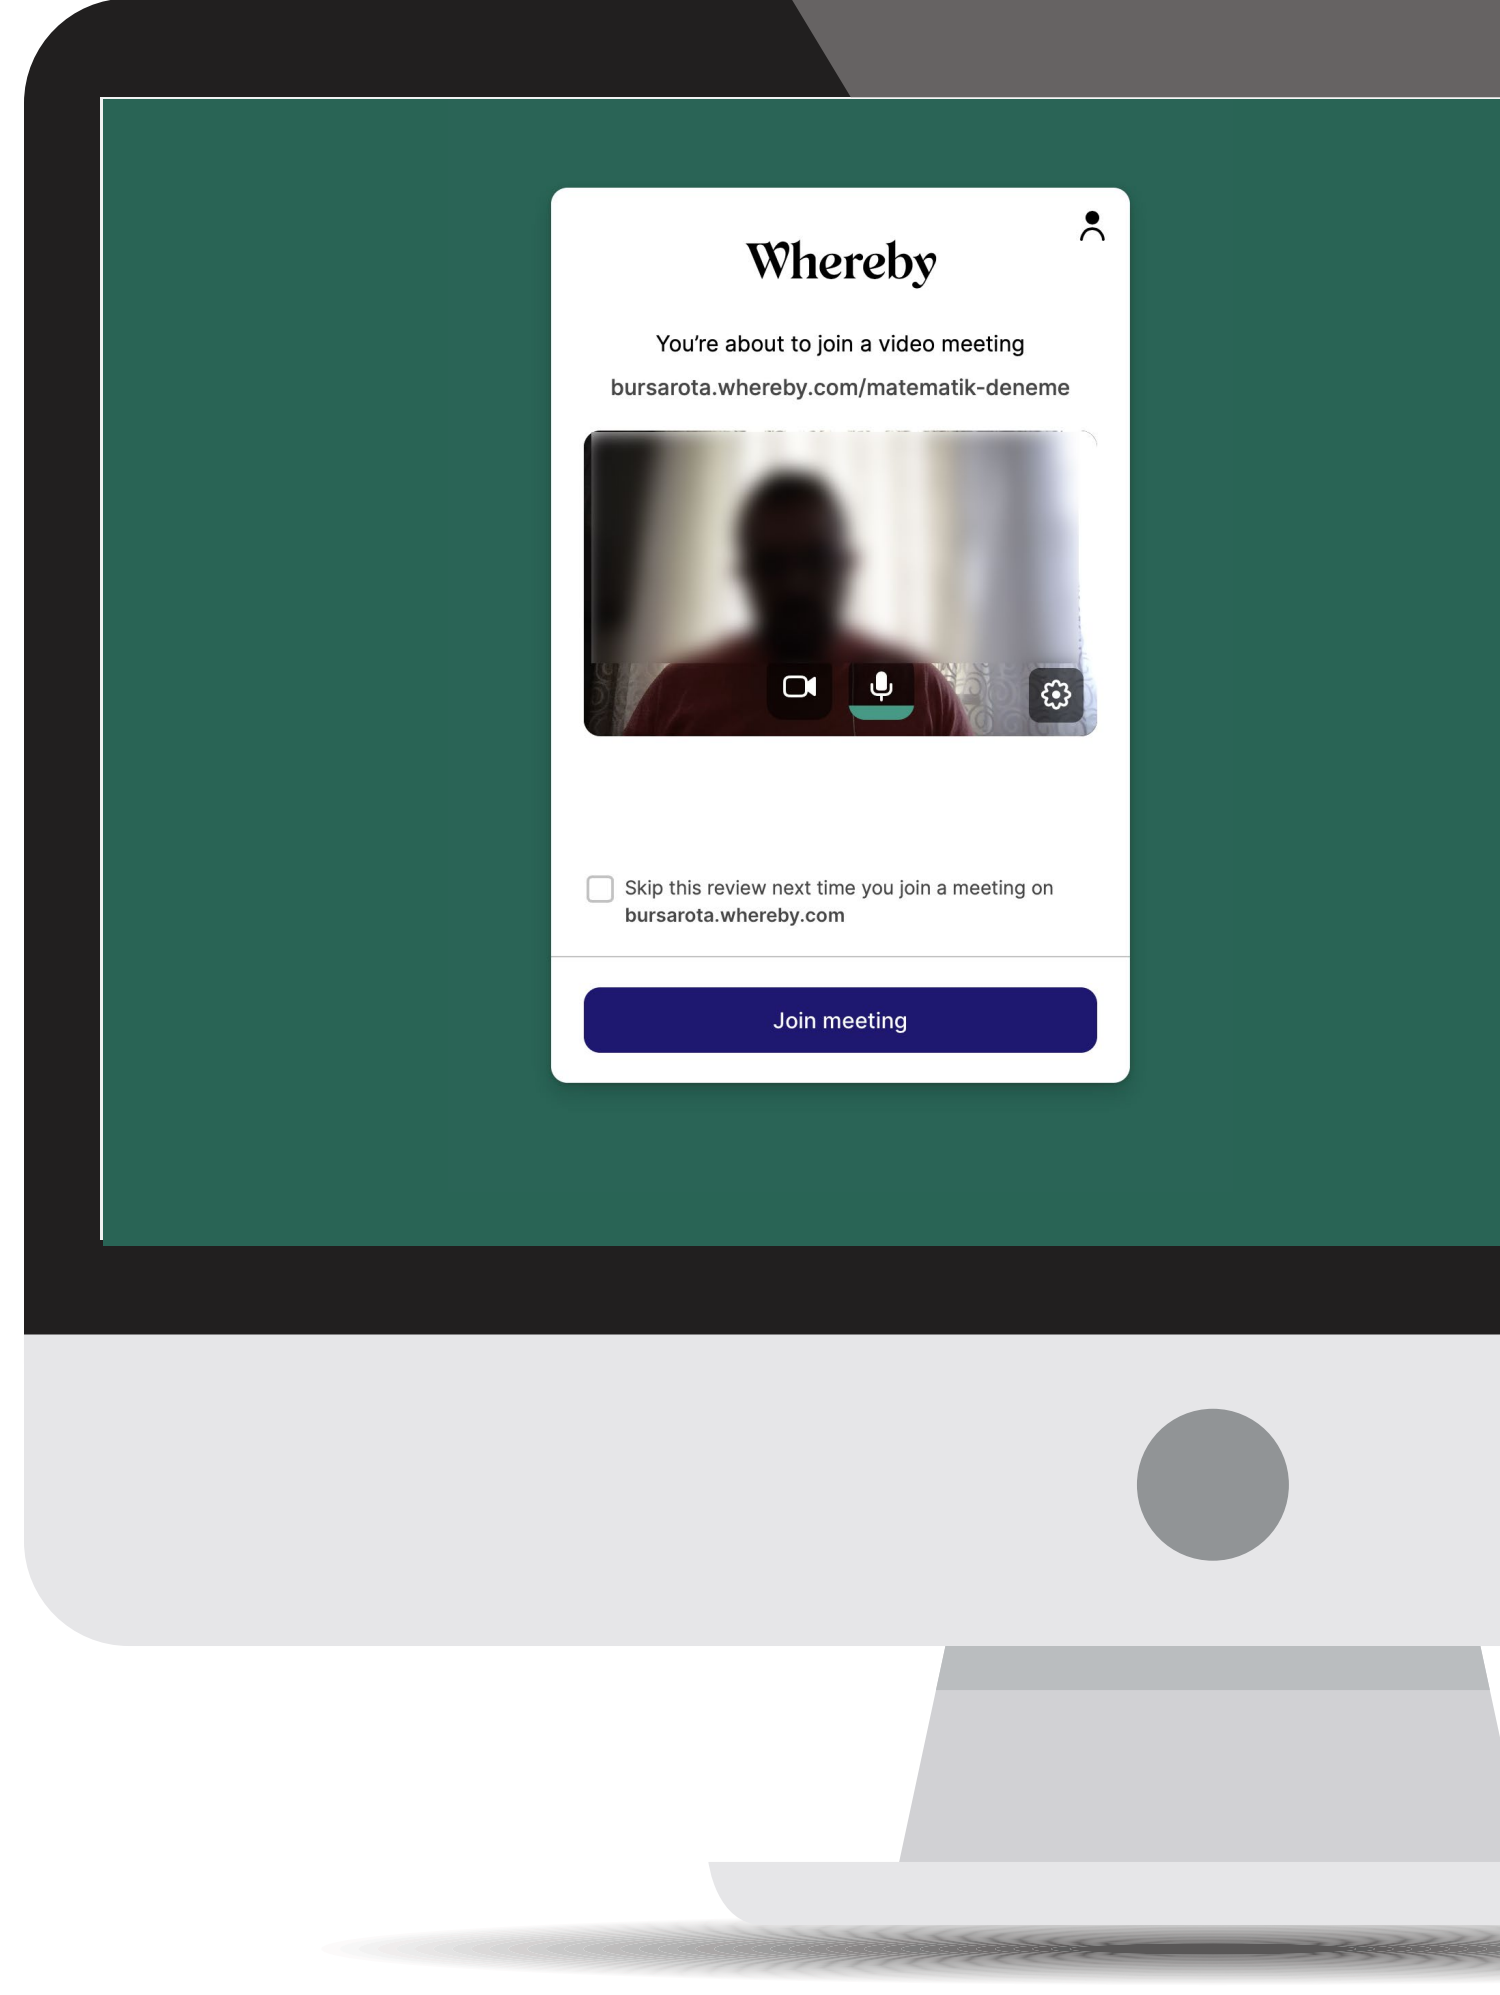 Whereby
You’re about to join a video meeting
bursarota.whereby.com/matematik-deneme
Skip this review next time you join a meeting on
bursarota.whereby.com
Join meeting